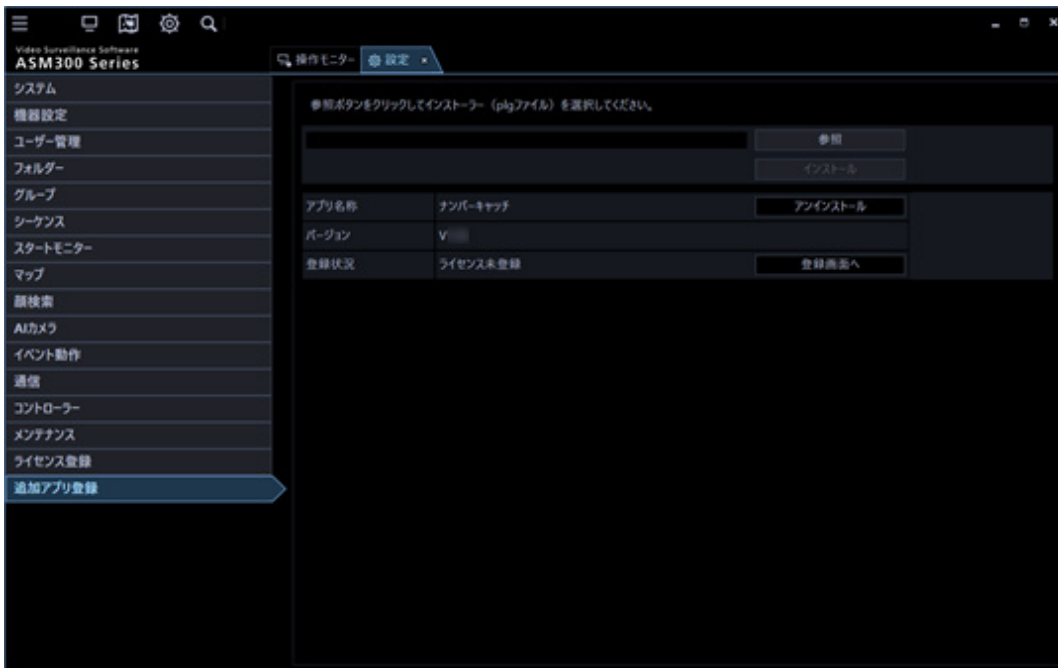 Video Surveillance Software
ASM300 Series
操作モニター 設定 ×
システム
機器設定
ユーザー管理
フォルダー
グループ
シーケンス
スタートモニター
マップ
顔検索
AIカメラ
イベント動作
通信
コントローラー
メンテナンス
ライセンス登録
追加アプリ登録
参照ボタンをクリックしてインストーラー（plgファイル）を選択してください。
参照
インストール
アプリ名称 ナンバーキャッチ アンインストール
バージョン V
登録状況 ライセンス未登録 登録画面へ